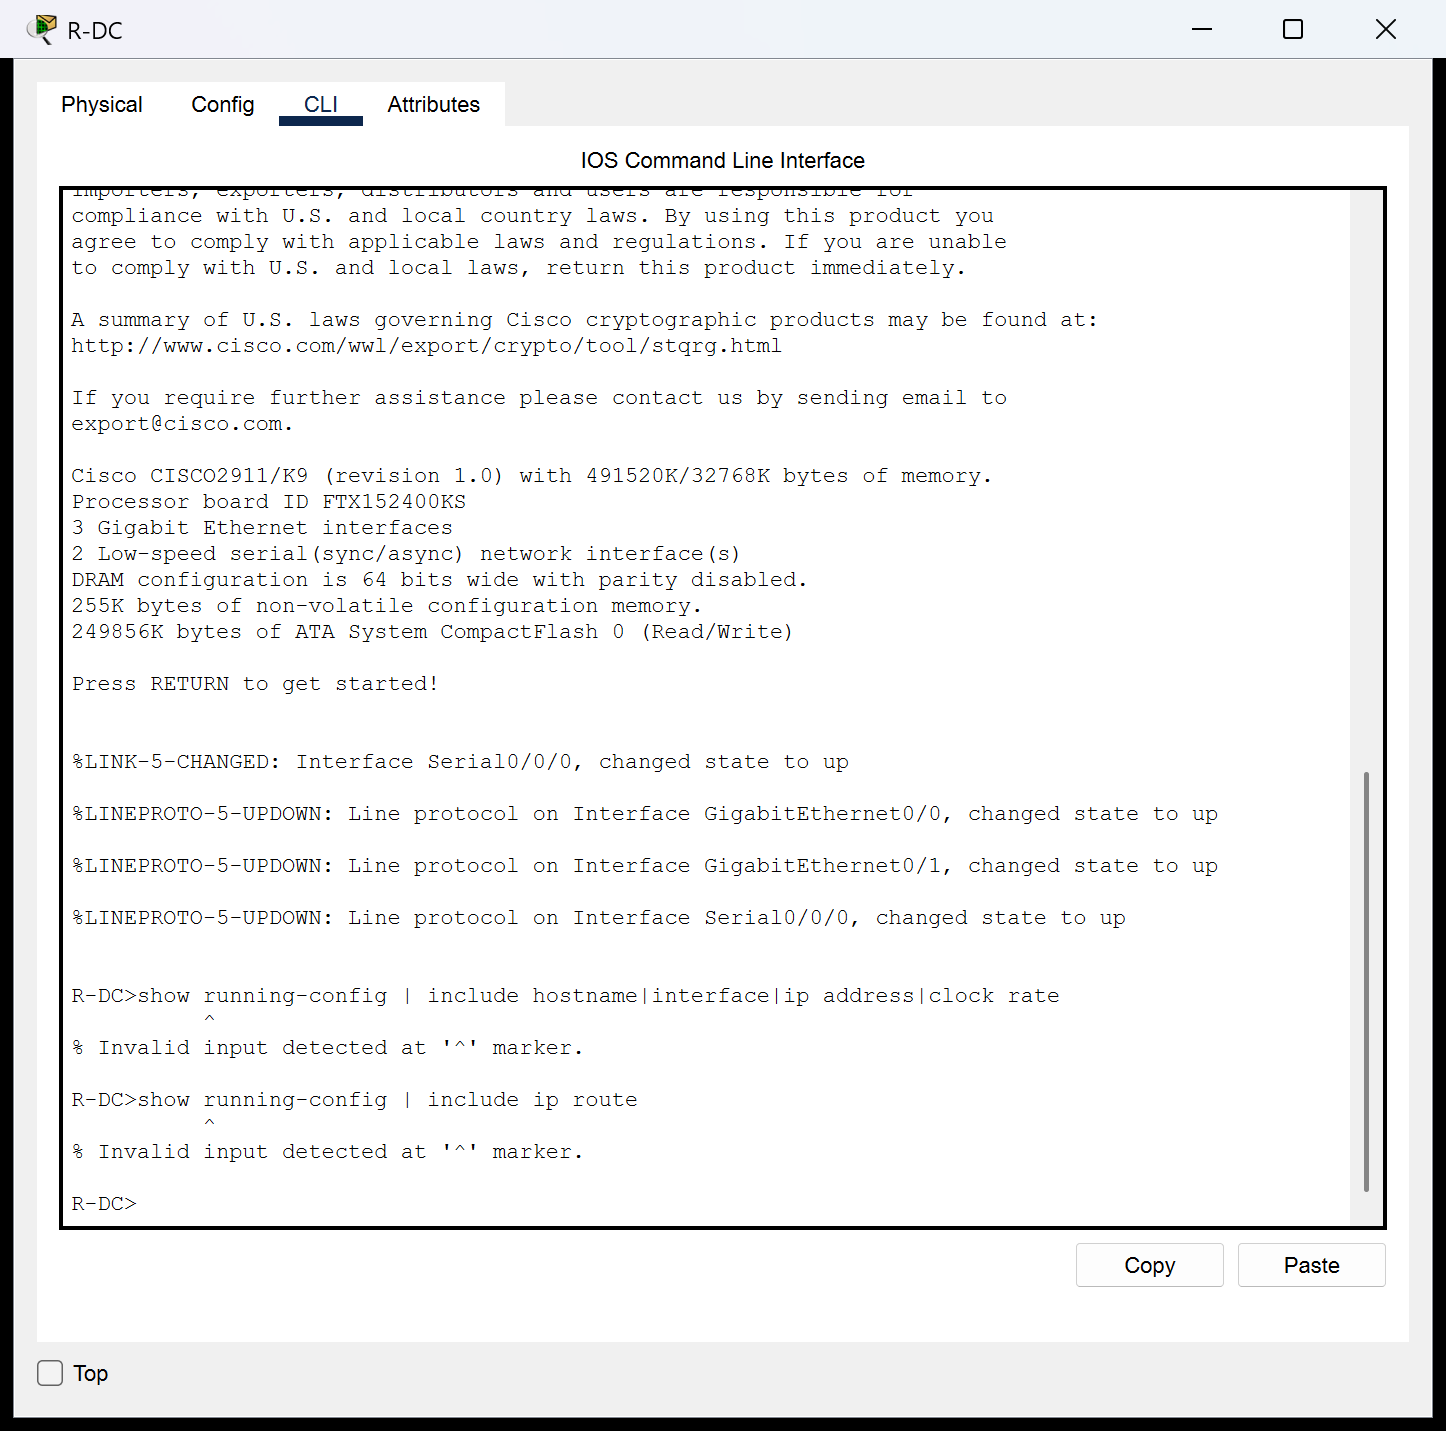 R-DC
Physical Config CLI Attributes
IOS Command Line Interface
importers, exporters, distributors and users are responsible for
compliance with U.S. and local country laws. By using this product you
agree to comply with applicable laws and regulations. If you are unable
to comply with U.S. and local laws, return this product immediately.
A summary of U.S. laws governing Cisco cryptographic products may be found at:
http://www.cisco.com/wwl/export/crypto/tool/stqrg.html
If you require further assistance please contact us by sending email to
export@cisco.com.
Cisco CISCO2911/K9 (revision 1.0) with 491520K/32768K bytes of memory.
Processor board ID FTX152400KS
3 Gigabit Ethernet interfaces
2 Low-speed serial(sync/async) network interface(s)
DRAM configuration is 64 bits wide with parity disabled.
255K bytes of non-volatile configuration memory.
249856K bytes of ATA System CompactFlash 0 (Read/Write)
Press RETURN to get started!
%LINK-5-CHANGED: Interface Serial0/0/0, changed state to up
%LINEPROTO-5-UPDOWN: Line protocol on Interface GigabitEthernet0/0, changed state to up
%LINEPROTO-5-UPDOWN: Line protocol on Interface GigabitEthernet0/1, changed state to up
%LINEPROTO-5-UPDOWN: Line protocol on Interface Serial0/0/0, changed state to up
R-DC>show running-config | include hostname|interface|ip address|clock rate
^
% Invalid input detected at '^' marker.
R-DC>show running-config | include ip route
^
% Invalid input detected at '^' marker.
R-DC>
Copy Paste
Top